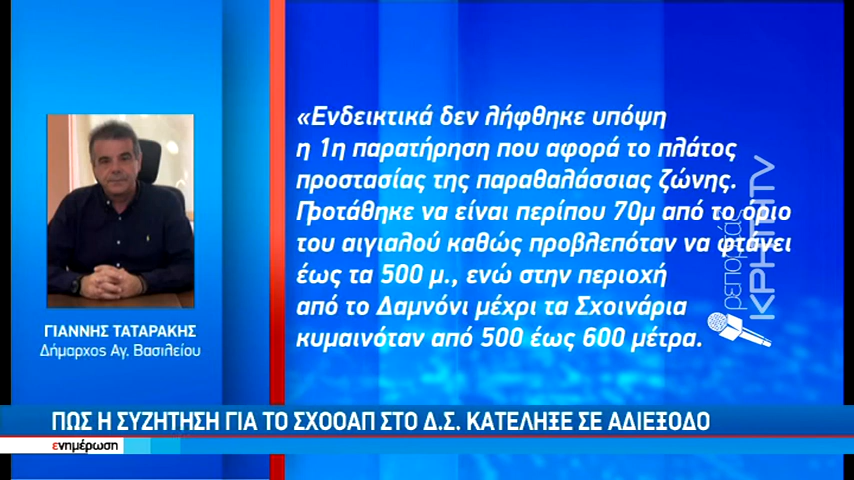 «Ενδεικτικά δεν λήφθηκε υπόψη
η 1η παρατήρηση που αφορά το πλάτος
προστασίας της παραθαλάσσιας ζώνης.
Προτάθηκε να είναι περίπου 70μ από το όριο
του αιγιαλού καθώς προβλεπόταν να φτάνει
έως τα 500 μ., ενώ στην περιοχή
από το Δαμνόνι μέχρι τα Σχοινάρια
κυμαινόταν από 500 έως 600 μέτρα.
ρεπορτάζ
ΚΡΗΤΗTV
ΓΙΑΝΝΗΣ ΤΑΤΑΡΑΚΗΣ
Δήμαρχος Αγ. Βασιλείου
ΠΩΣ Η ΣΥΖΗΤΗΣΗ ΓΙΑ ΤΟ ΣΧΟΟΑΠ ΣΤΟ Δ.Σ. ΚΑΤΕΛΗΞΕ ΣΕ ΑΔΙΕΞΟΔΟ
ενημέρωση